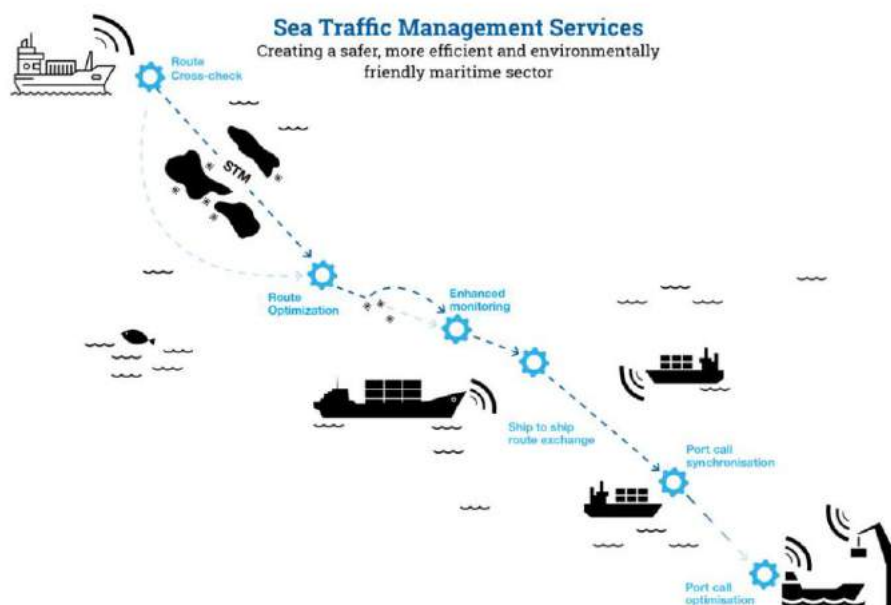 Sea Traffic Management Services
Creating a safer, more efficient and environmentally
friendly maritime sector
Route
Cross-check
STM
Route
Optimization
Enhanced
monitoring
Ship to ship
route exchange
Port call
synchronisation
Port call
optimisation